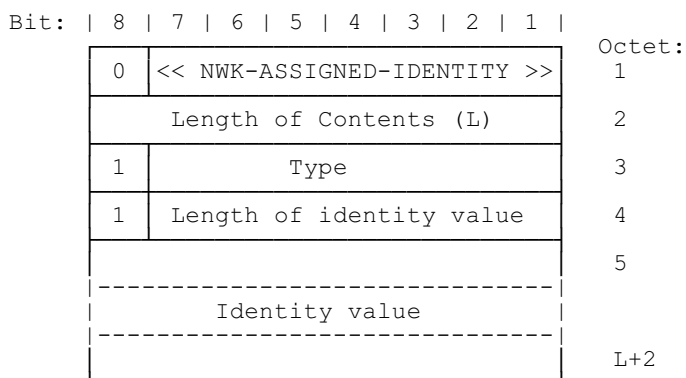 Bit: | 8 | 7 | 6 | 5 | 4 | 3 | 2 | 1 |
Octet:
0 << NWK-ASSIGNED-IDENTITY >> 1
Length of Contents (L) 2
1 Type 3
1 Length of identity value 4
5
Identity value
L+2